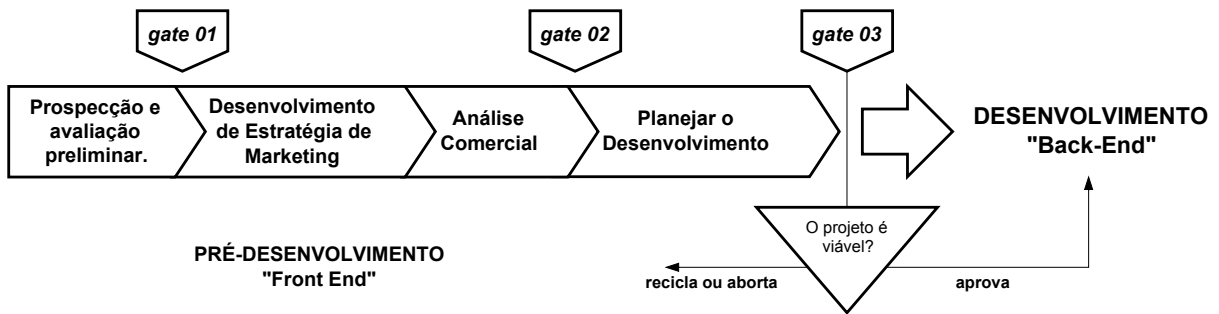 gate 01
gate 02
gate 03
Prospecção e
avaliação
preliminar.
Desenvolvimento
de Estratégia de
Marketing
Análise
Comercial
Planejar o
Desenvolvimento
DESENVOLVIMENTO
"Back-End"
O projeto é
viável?
PRÉ-DESENVOLVIMENTO
"Front End"
recicla ou aborta
aprova